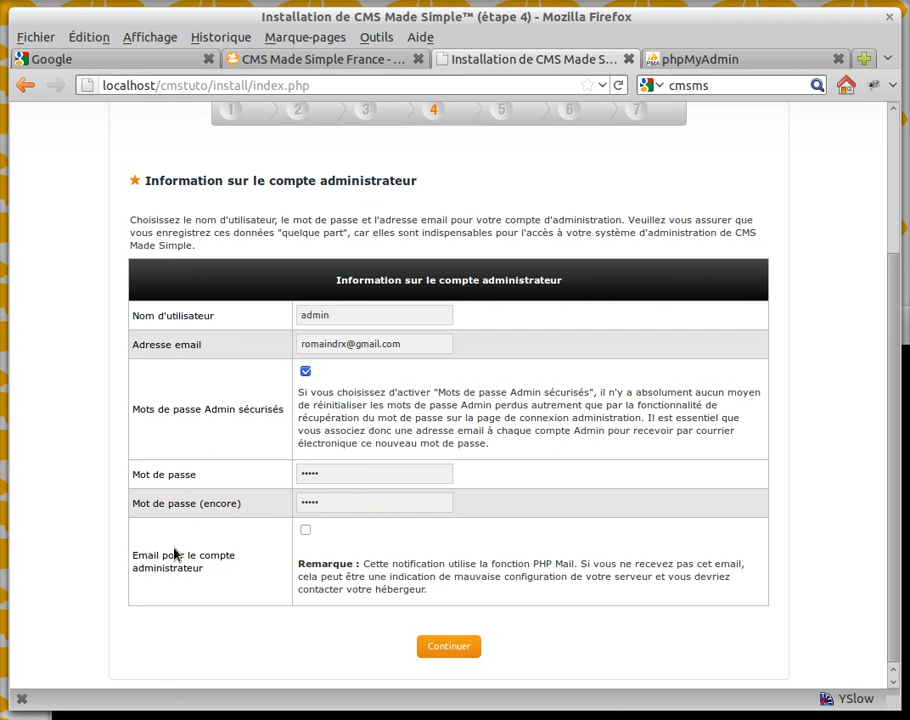 Installation de CMS Made Simple™ (étape 4) - Mozilla Firefox
Fichier Édition Affichage Historique Marque-pages Outils Aide
Google
CMS Made Simple France - ...
Installation de CMS Made S...
phpMyAdmin
localhost/cmstuto/install/index.php
cmsms
1 2 3 4 5 6 7
Information sur le compte administrateur
Choisissez le nom d'utilisateur, le mot de passe et l'adresse email pour votre compte d'administration. Veuillez vous assurer que
vous enregistrez ces données "quelque part", car elles sont indispensables pour l'accès à votre système d'administration de CMS
Made Simple.
Information sur le compte administrateur
Nom d'utilisateur
admin
Adresse email
romaindrx@gmail.com
Mots de passe Admin sécurisés
Si vous choisissez d'activer "Mots de passe Admin sécurisés", il n'y a absolument aucun moyen
de réinitialiser les mots de passe Admin perdus autrement que par la fonctionnalité de
récupération du mot de passe sur la page de connexion administration. Il est essentiel que
vous associez donc une adresse email à chaque compte Admin pour recevoir par courrier
électronique ce nouveau mot de passe.
Mot de passe
•••••
Mot de passe (encore)
•••••
Email pour le compte
administrateur
Remarque : Cette notification utilise la fonction PHP Mail. Si vous ne recevez pas cet email,
cela peut être une indication de mauvaise configuration de votre serveur et vous devriez
contacter votre hébergeur.
Continuer
YSlow